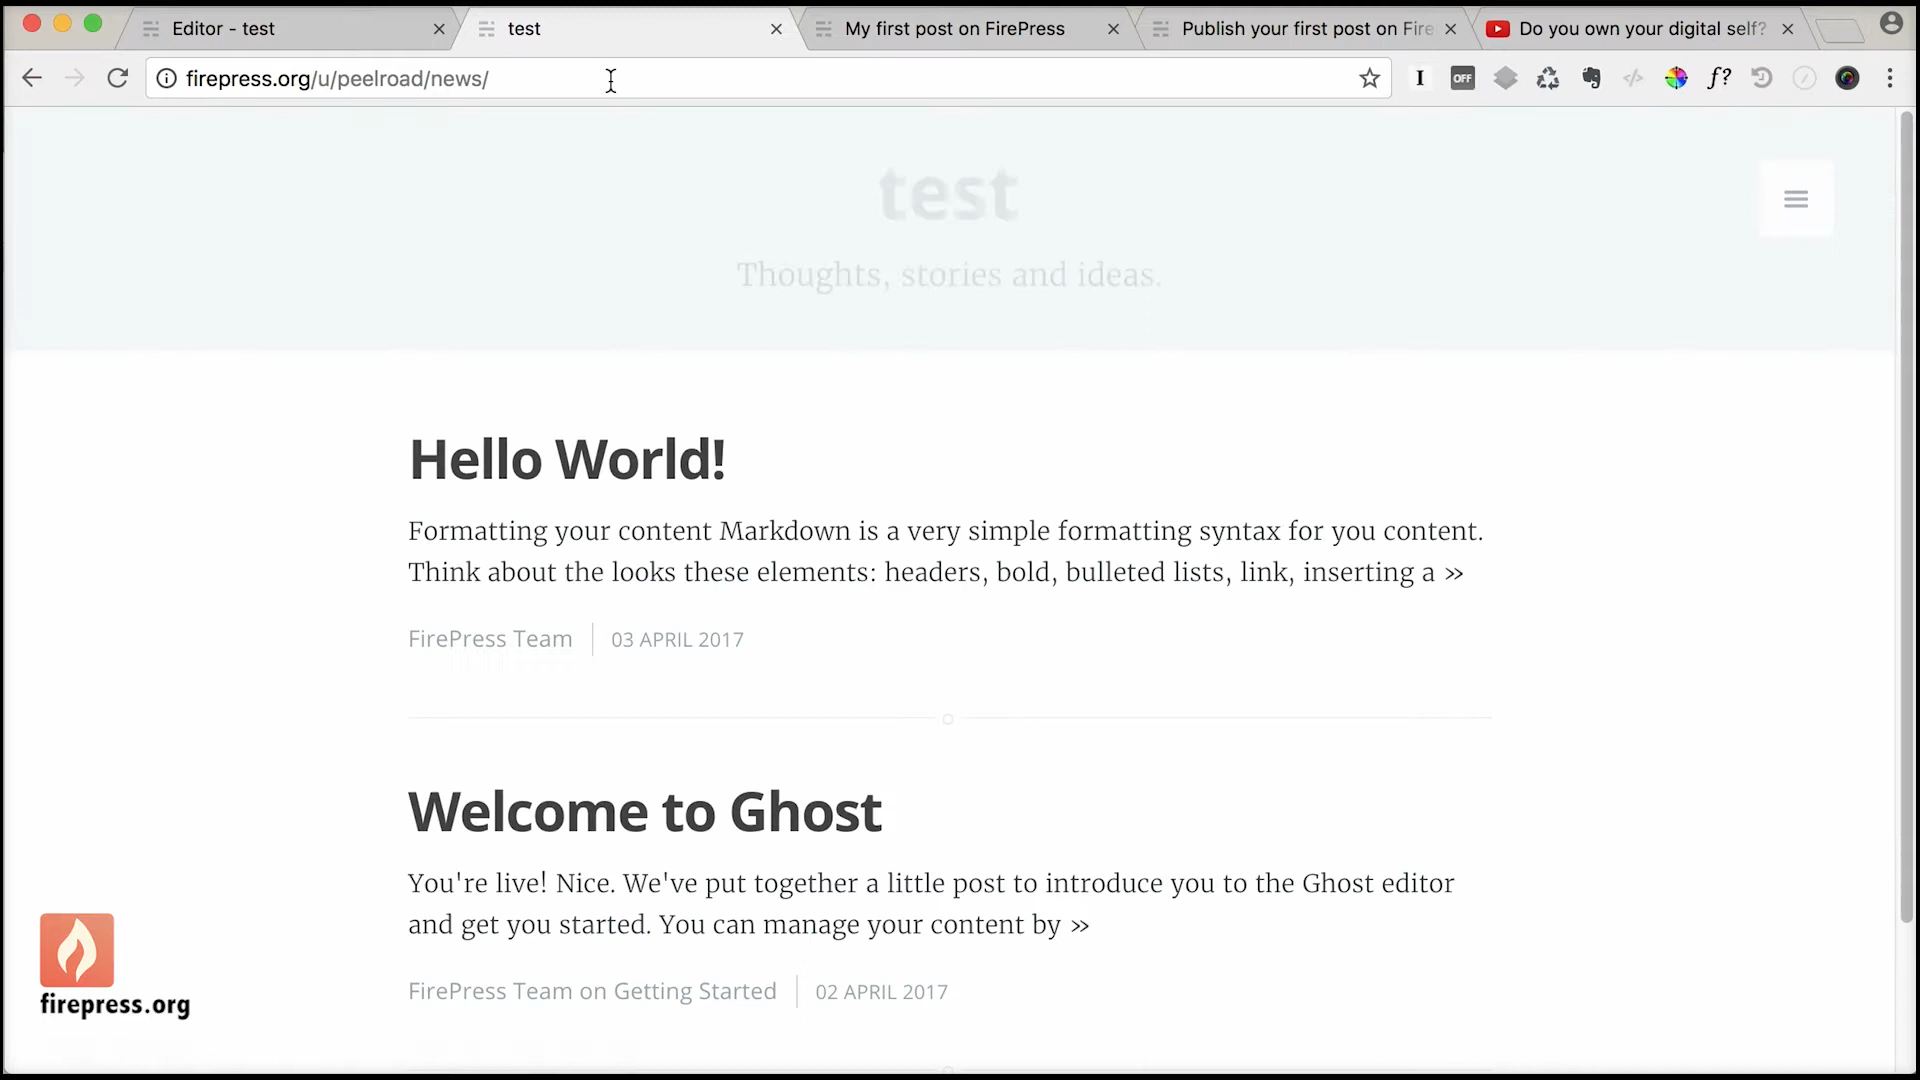 Editor - test
test
My first post on FirePress
Publish your first post on Fire
Do you own your digital self?
firepress.org/u/peelroad/news/
I
OFF
</>
f?
test
Thoughts, stories and ideas.
Hello World!
Formatting your content Markdown is a very simple formatting syntax for you content.
Think about the looks these elements: headers, bold, bulleted lists, link, inserting a »
FirePress Team
03 APRIL 2017
Welcome to Ghost
You're live! Nice. We've put together a little post to introduce you to the Ghost editor
and get you started. You can manage your content by »
FirePress Team on Getting Started
02 APRIL 2017
firepress.org